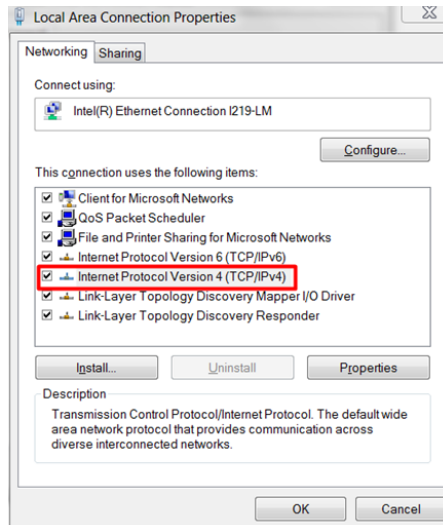 Local Area Connection Properties
Networking
Sharing
Connect using:
Intel(R) Ethernet Connection I219-LM
Configure...
This connection uses the following items:
Client for Microsoft Networks
QoS Packet Scheduler
File and Printer Sharing for Microsoft Networks
Internet Protocol Version 6 (TCP/IPv6)
Internet Protocol Version 4 (TCP/IPv4)
Link-Layer Topology Discovery Mapper I/O Driver
Link-Layer Topology Discovery Responder
Install...
Uninstall
Properties
Description
Transmission Control Protocol/Internet Protocol. The default wide
area network protocol that provides communication across
diverse interconnected networks.
OK
Cancel